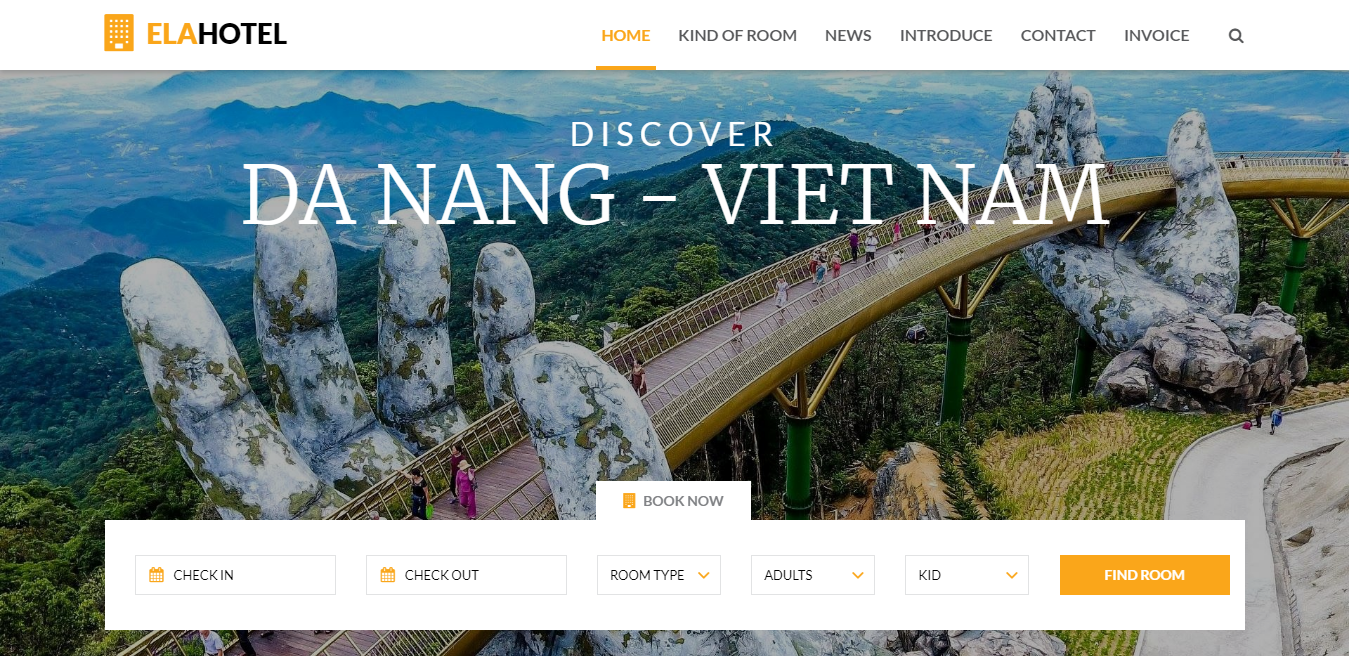 ELAHOTEL
HOME KIND OF ROOM NEWS INTRODUCE CONTACT INVOICE
DISCOVER
DA NANG - VIET NAM
BOOK NOW
CHECK IN CHECK OUT ROOM TYPE ADULTS KID FIND ROOM